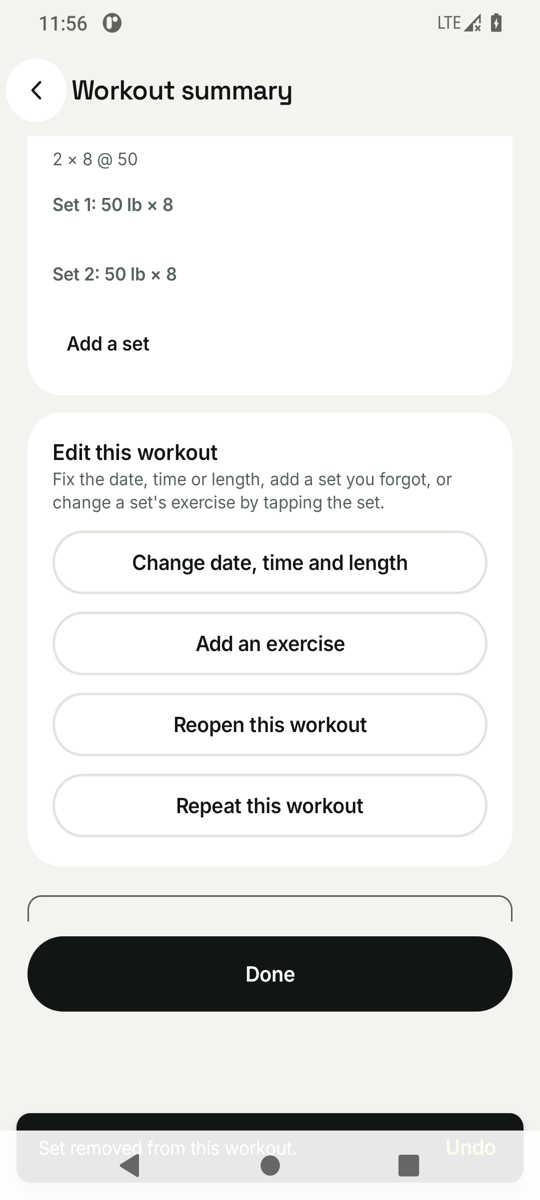 11:56
LTE
Workout summary
2 × 8 @ 50
Set 1: 50 lb × 8
Set 2: 50 lb × 8
Add a set
Edit this workout
Fix the date, time or length, add a set you forgot, or
change a set's exercise by tapping the set.
Change date, time and length
Add an exercise
Reopen this workout
Repeat this workout
Done
Set removed from this workout.
Undo